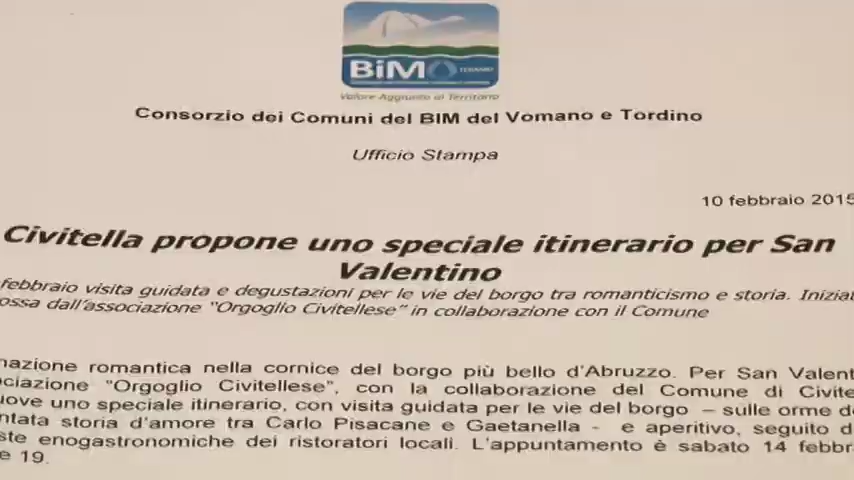 BiM TERAMO
Valore Aggiunto al Territorio
Consorzio dei Comuni del BIM del Vomano e Tordino
Ufficio Stampa
10 febbraio 2015
Civitella propone uno speciale itinerario per San
Valentino
febbraio visita guidata e degustazioni per le vie del borgo tra romanticismo e storia. Iniziat
ossa dall'associazione "Orgoglio Civitellese" in collaborazione con il Comune
nazione romantica nella cornice del borgo più bello d'Abruzzo. Per San Valent
ociazione "Orgoglio Civitellese", con la collaborazione del Comune di Civite
uove uno speciale itinerario, con visita guidata per le vie del borgo – sulle orme de
ntata storia d'amore tra Carlo Pisacane e Gaetanella - e aperitivo, seguito d
ste enogastronomiche dei ristoratori locali. L'appuntamento è sabato 14 febbr
e 19.